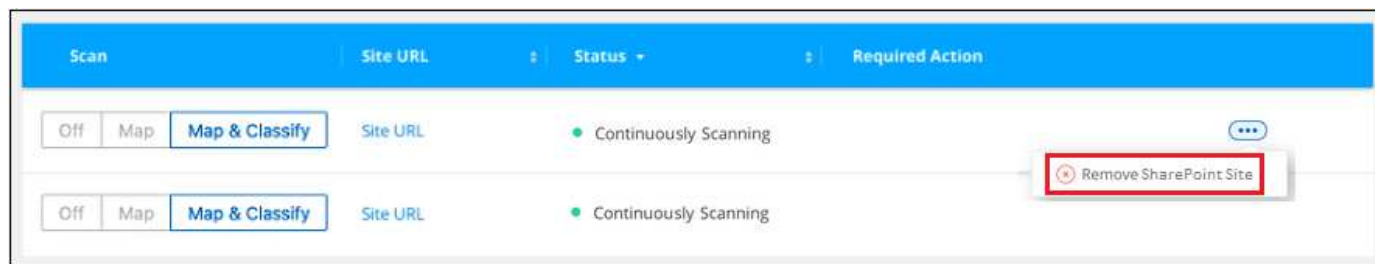 Scan Site URL Status Required Action
Off Map Map & Classify Site URL Continuously Scanning
Remove SharePoint Site
Off Map Map & Classify Site URL Continuously Scanning